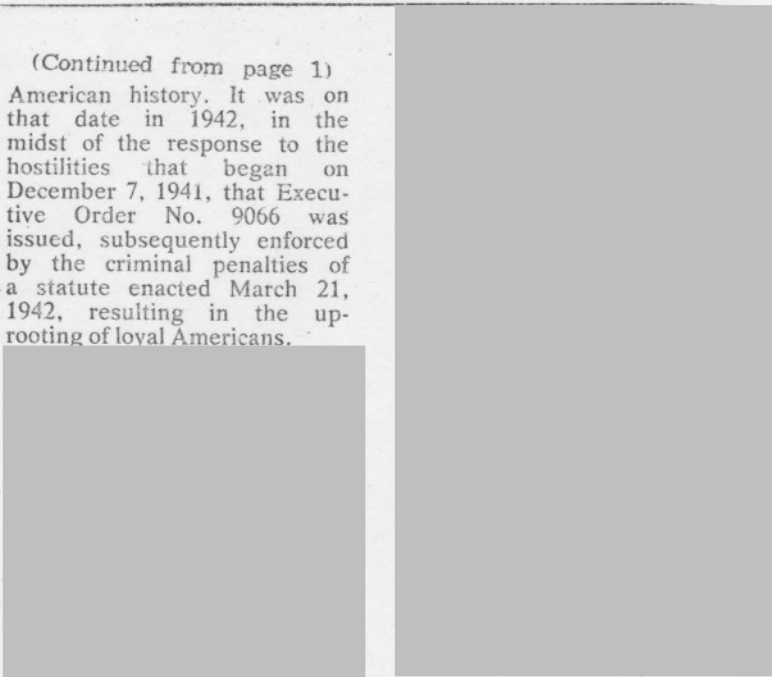 (Continued from page 1)
American history. It was on
that date in 1942, in the
midst of the response to the
hostilities that began on
December 7, 1941, that Execu-
tive Order No. 9066 was
issued, subsequently enforced
by the criminal penalties of
a statute enacted March 21,
1942, resulting in the up-
rooting of loyal Americans.